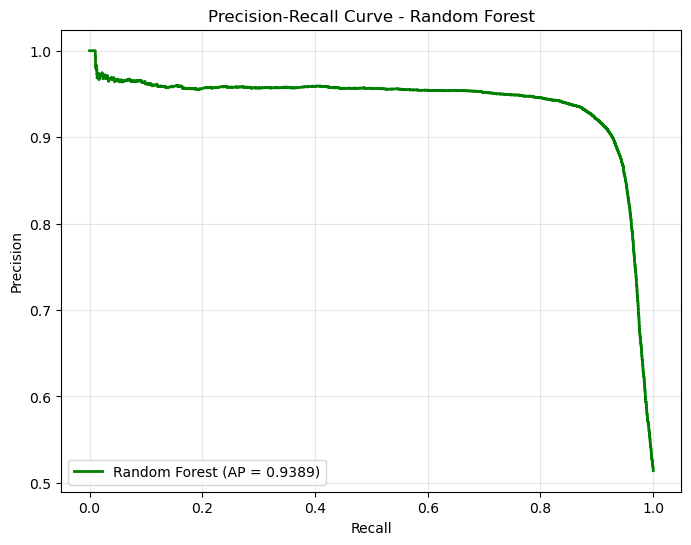 Precision-Recall Curve - Random Forest
1.0
0.9
0.8
0.7
0.6
0.5
Precision
Random Forest (AP = 0.9389)
0.0 0.2 0.4 0.6 0.8 1.0
Recall